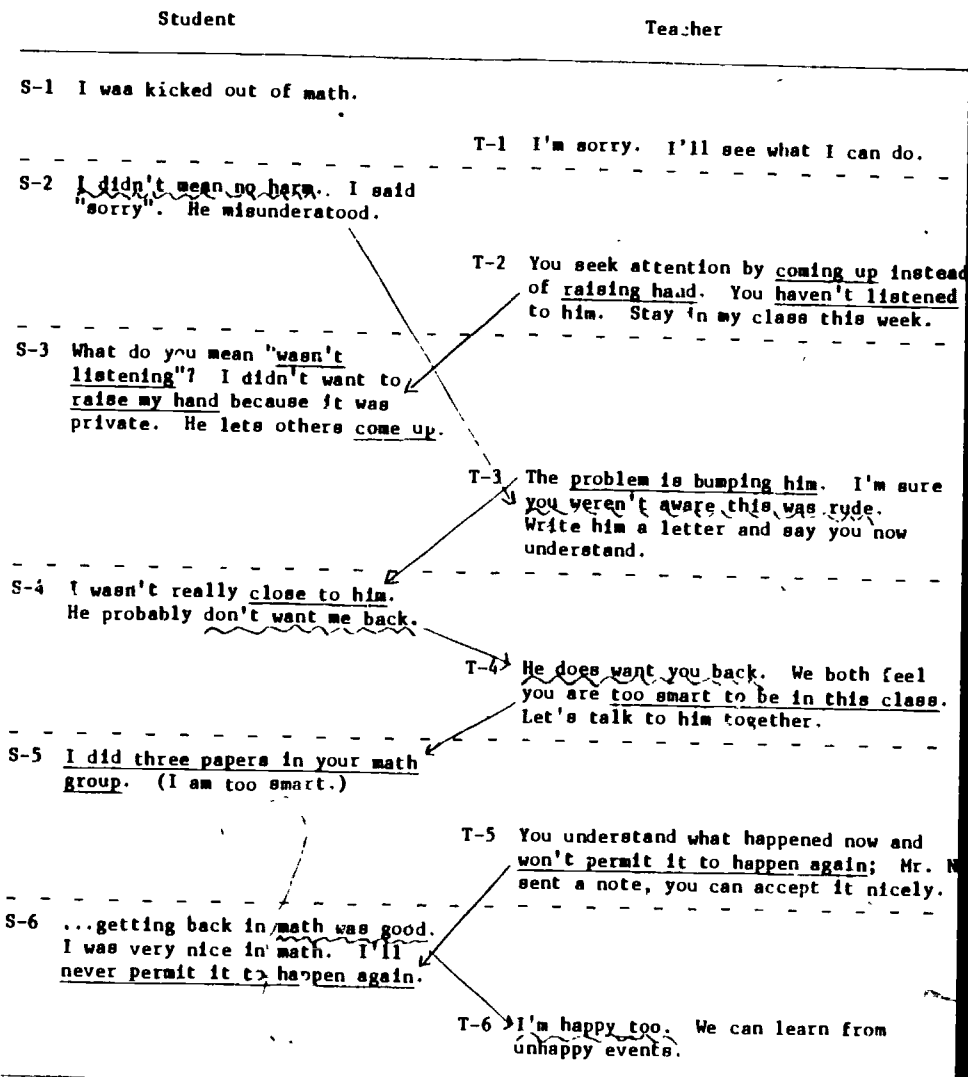 Student
Teacher
S-1 I was kicked out of math.
T-1 I'm sorry. I'll see what I can do.
S-2 I didn't mean no harm. I said
"sorry". He misunderstood.
T-2 You seek attention by coming up instead
of raising hand. You haven't listened
to him. Stay in my class this week.
S-3 What do you mean "wasn't
listening"? I didn't want to
raise my hand because it was
private. He lets others come up.
T-3 The problem is bumping him. I'm sure
you weren't aware this was rude.
Write him a letter and say you now
understand.
S-4 I wasn't really close to him.
He probably don't want me back.
T-4 He does want you back. We both feel
you are too smart to be in this class.
Let's talk to him together.
S-5 I did three papers in your math
group. (I am too smart.)
T-5 You understand what happened now and
won't permit it to happen again; Mr. N
sent a note, you can accept it nicely.
S-6 ...getting back in math was good.
I was very nice in math. I'll
never permit it to happen again.
T-6 I'm happy too. We can learn from
unhappy events.